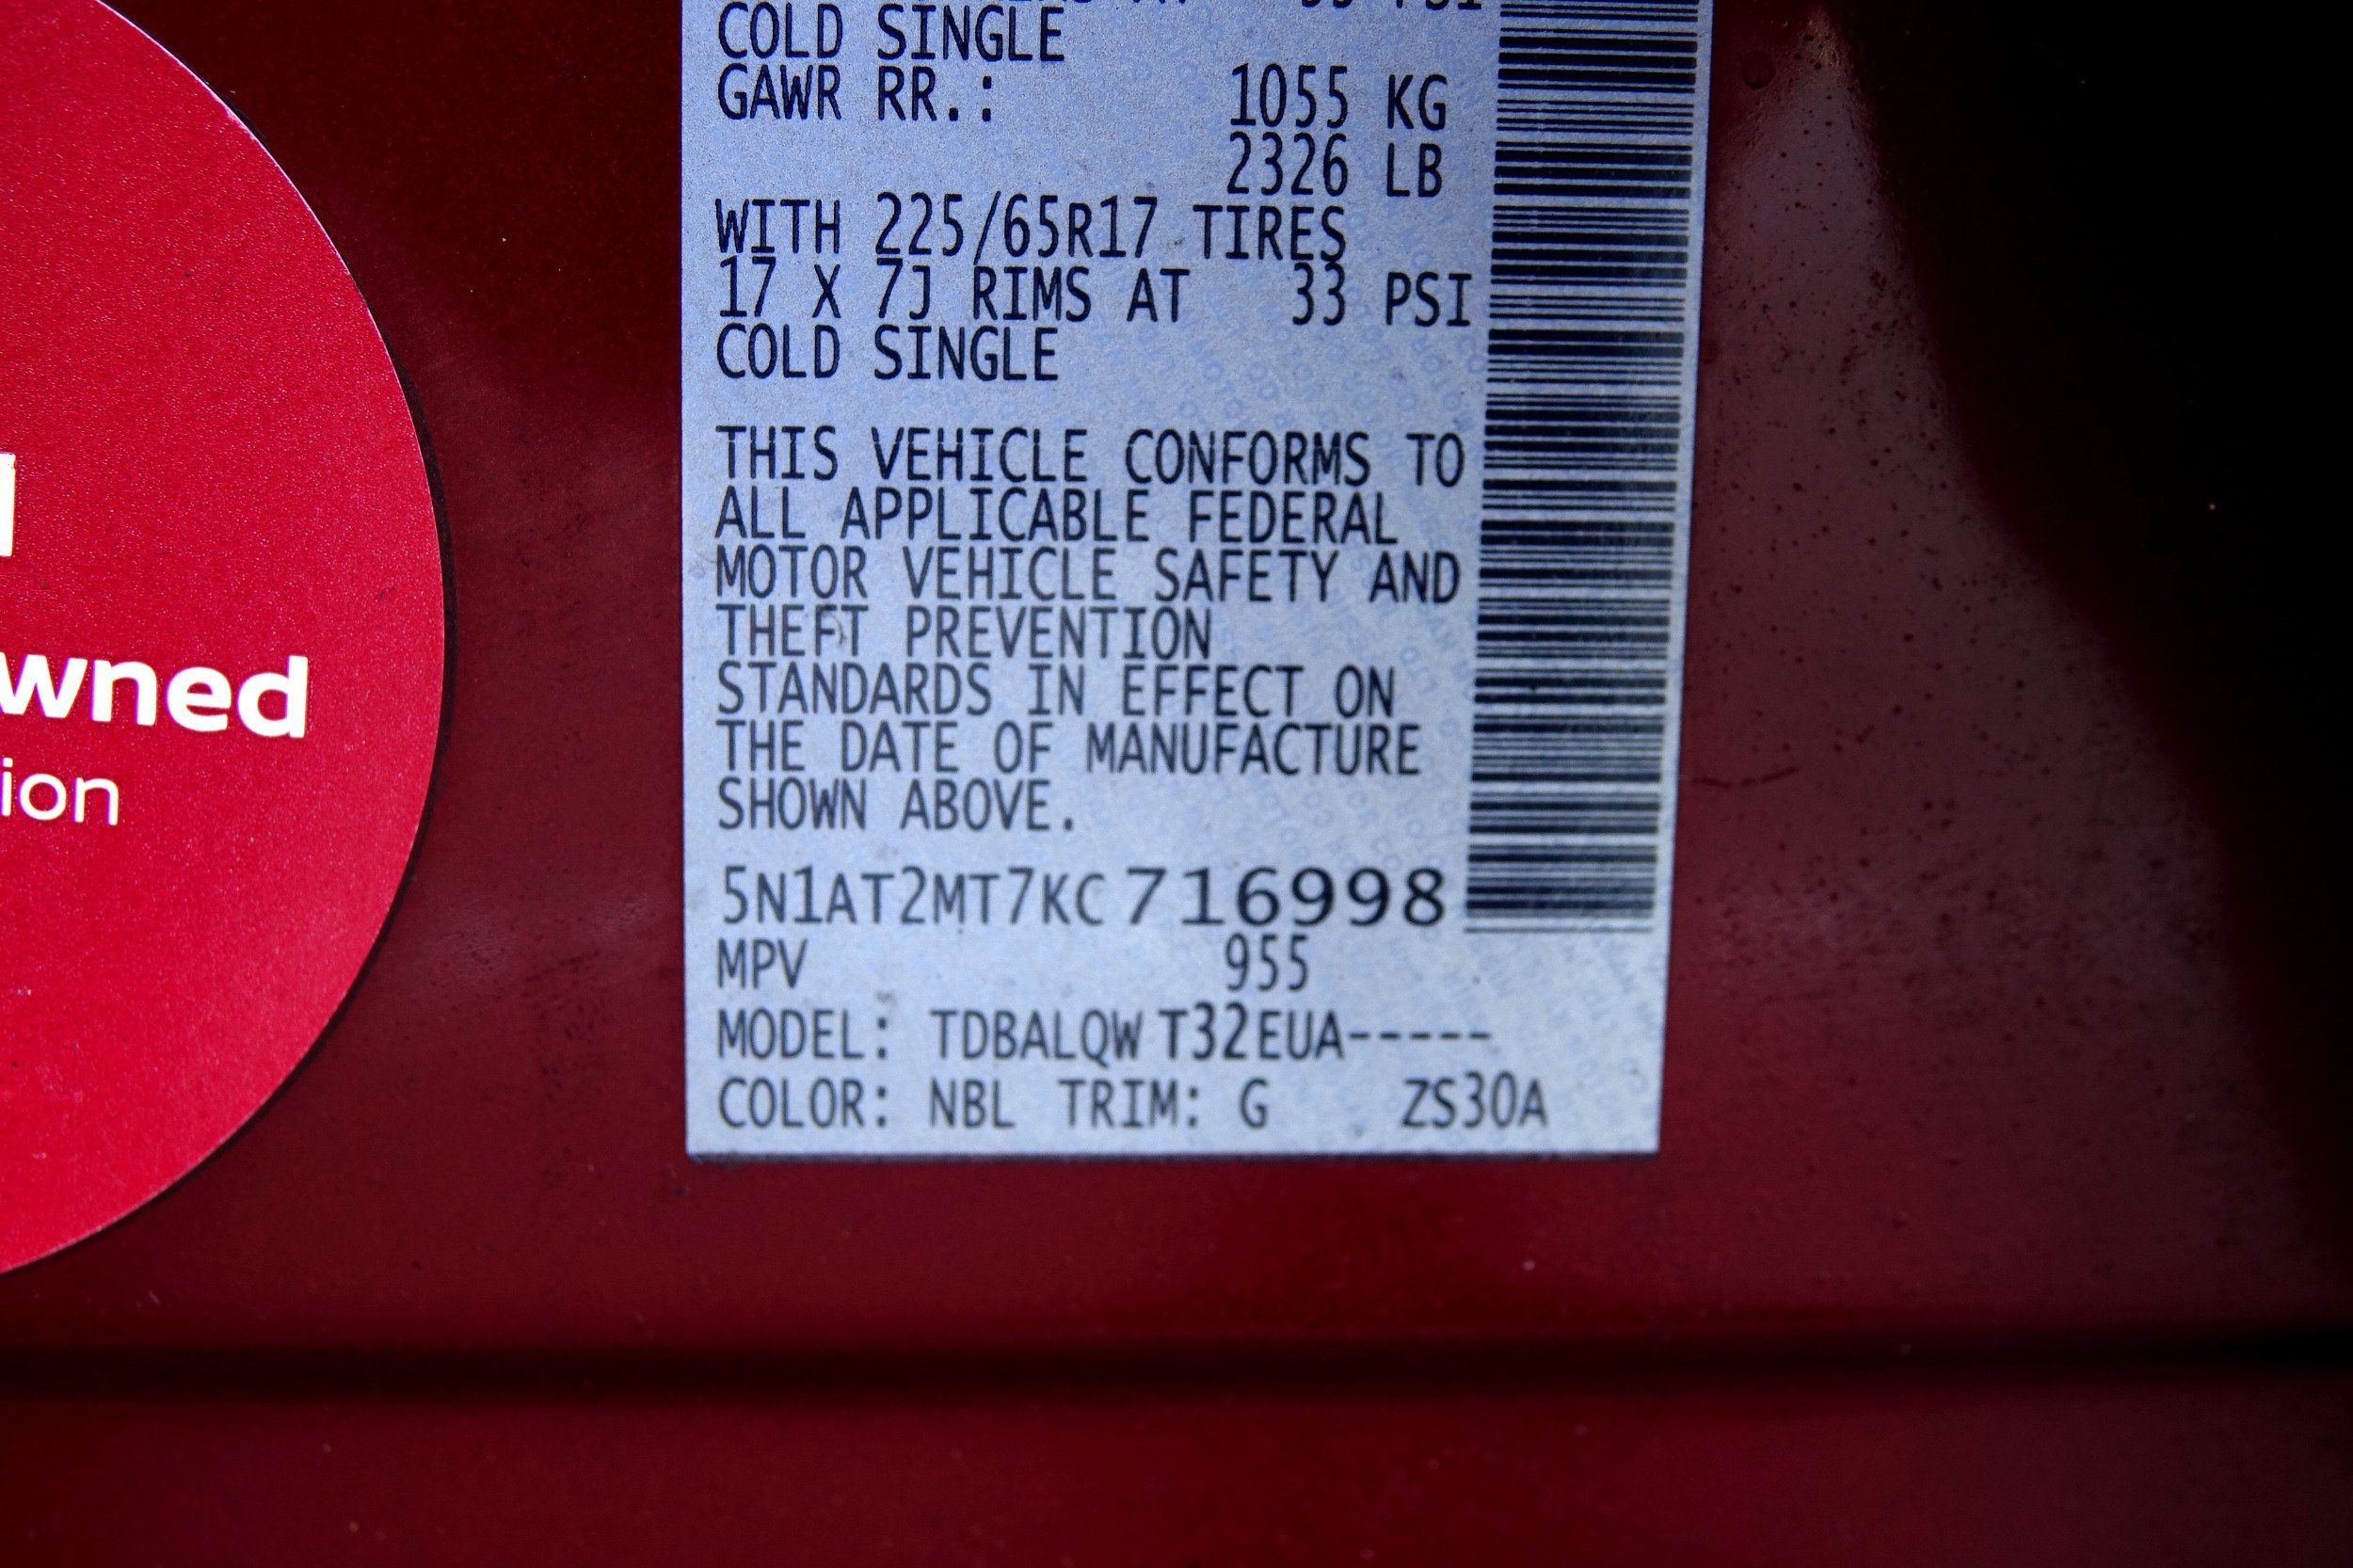 wned
ion
PSI
COLD SINGLE
GAWR RR.: 1055 KG
2326 LB
WITH 225/65R17 TIRES
17 X 7J RIMS AT 33 PSI
COLD SINGLE
THIS VEHICLE CONFORMS TO
ALL APPLICABLE FEDERAL
MOTOR VEHICLE SAFETY AND
THEFT PREVENTION
STANDARDS IN EFFECT ON
THE DATE OF MANUFACTURE
SHOWN ABOVE.
5N1AT2MT7KC716998
MPV 955
MODEL: TDBALQWT32EUA-----
COLOR: NBL TRIM: G ZS30A